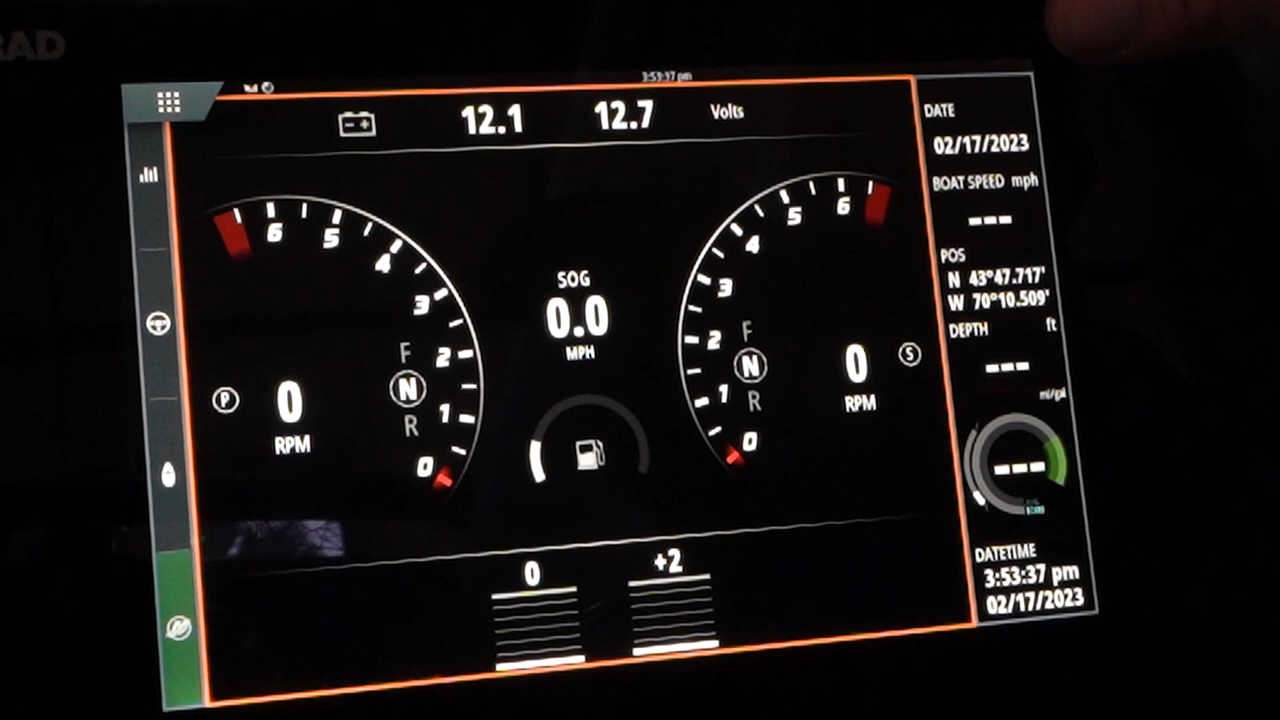 RAD
3:53:37 pm
12.1 12.7 Volts
6 5 4 3 2 1 0
F
N
R
P
0
RPM
SOG
0.0
MPH
6 5 4 3 2 1 0
F
N
R
0
RPM
S
0
+2
DATE
02/17/2023
BOAT SPEED mph
---
POS
N 43°47.717'
W 70°10.509'
DEPTH ft
---
mi/gal
---
DATETIME
3:53:37 pm
02/17/2023